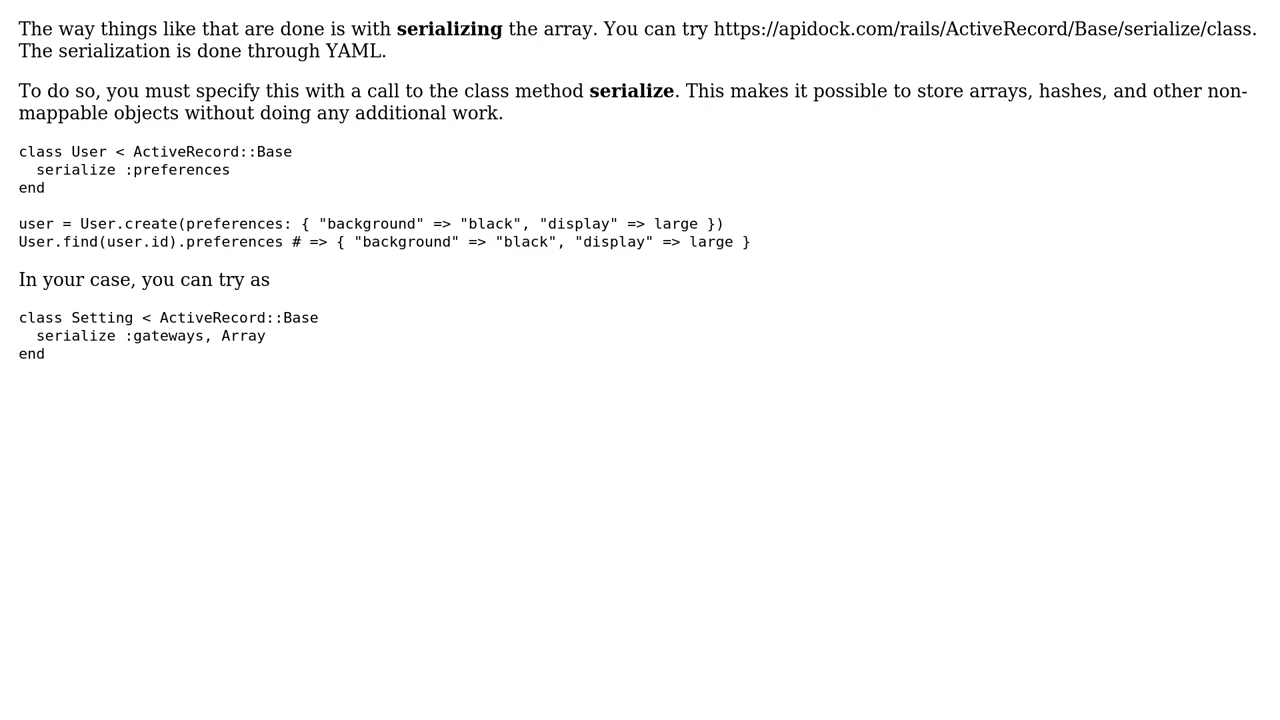 The way things like that are done is with serializing the array. You can try https://apidock.com/rails/ActiveRecord/Base/serialize/class.
The serialization is done through YAML.
To do so, you must specify this with a call to the class method serialize. This makes it possible to store arrays, hashes, and other non-
mappable objects without doing any additional work.
class User < ActiveRecord::Base
  serialize :preferences
end
user = User.create(preferences: { "background" => "black", "display" => large })
User.find(user.id).preferences # => { "background" => "black", "display" => large }
In your case, you can try as
class Setting < ActiveRecord::Base
  serialize :gateways, Array
end